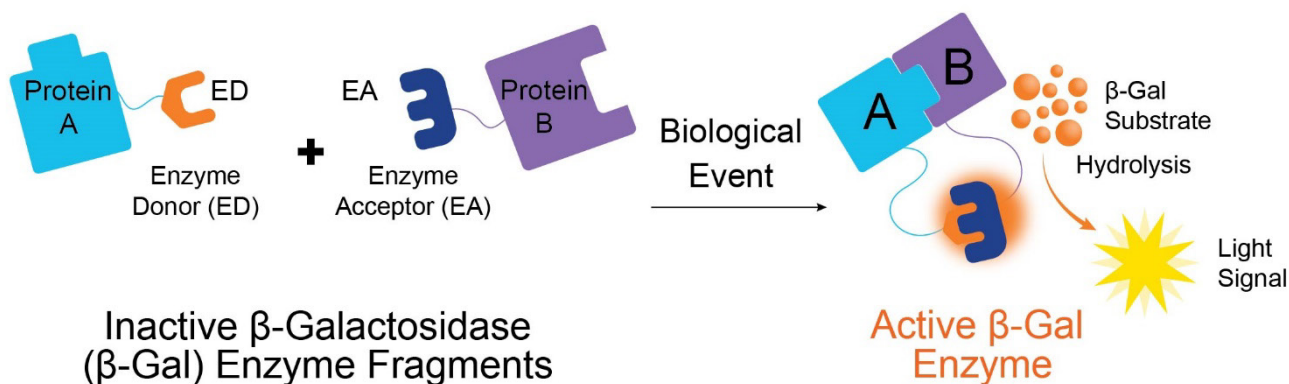 Protein
A
ED
Enzyme
Donor (ED)
EA
Protein
B
Enzyme
Acceptor (EA)
Inactive β-Galactosidase
(β-Gal) Enzyme Fragments
Biological
Event
A
B
β-Gal
Substrate
Hydrolysis
Light
Signal
Active β-Gal
Enzyme